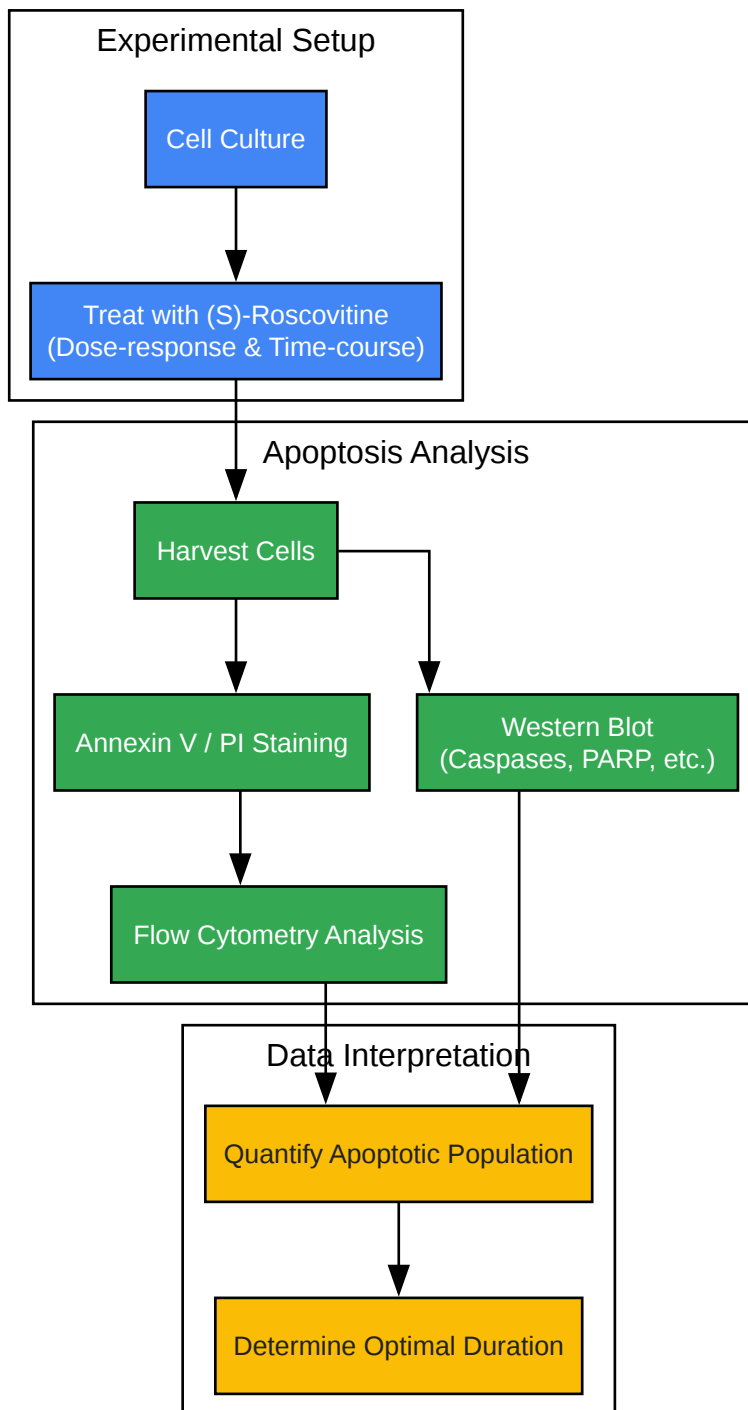 Experimental Setup
Cell Culture
Treat with (S)-Roscovitine
(Dose-response & Time-course)
Apoptosis Analysis
Harvest Cells
Annexin V / PI Staining
Western Blot
(Caspases, PARP, etc.)
Flow Cytometry Analysis
Data Interpretation
Quantify Apoptotic Population
Determine Optimal Duration